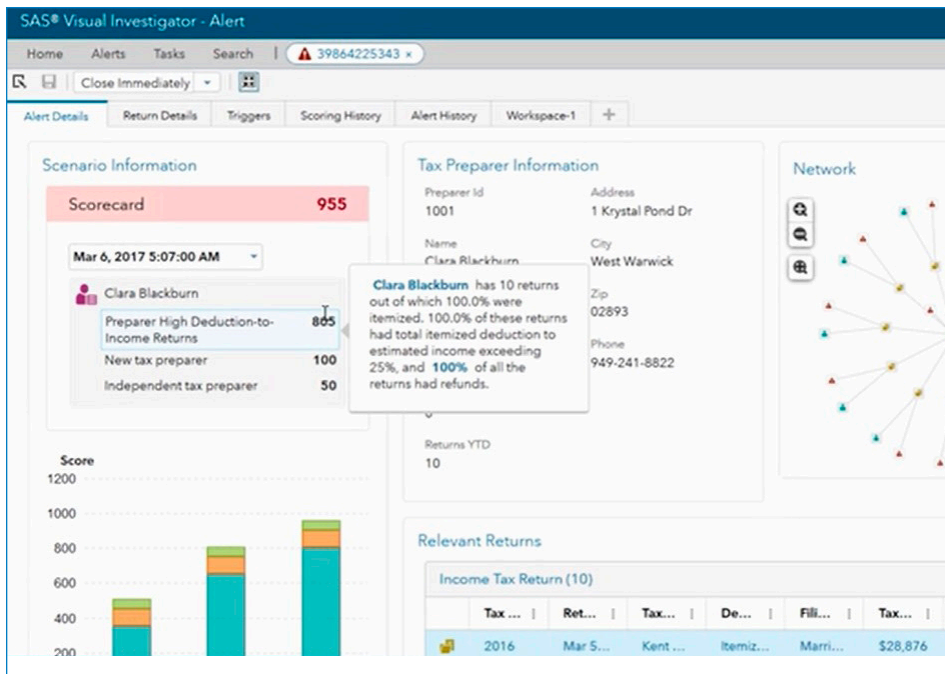 SAS® Visual Investigator - Alert
Home Alerts Tasks Search | 39864225343 ×
Close Immediately
Alert Details Return Details Triggers Scoring History Alert History Workspace-1 +
Scenario Information
Scorecard 955
Mar 6, 2017 5:07:00 AM
Clara Blackburn
Preparer High Deduction-to-
Income Returns
805
New tax preparer 100
Independent tax preparer 50
Score
1200
1000
800
600
400
200
Tax Preparer Information
Preparer Id
1001
Address
1 Krystal Pond Dr
Name
Clara Blackburn
City
West Warwick
Zip
02893
Phone
949-241-8822
Clara Blackburn has 10 returns
out of which 100.0% were
itemized. 100.0% of these returns
had total itemized deduction to
estimated income exceeding
25%, and 100% of all the
returns had refunds.
Returns YTD
10
Network
Relevant Returns
Income Tax Return (10)
Tax ... Ret... Tax... De... Fili... Tax...
2016 Mar 5... Kent ... Itemiz... Marri... $28,876